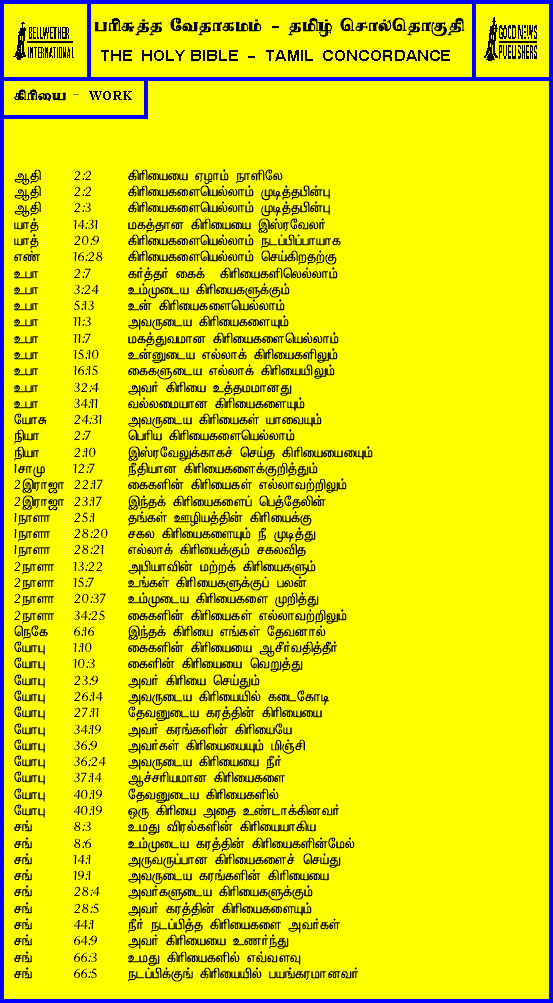 BELLWETHER
INTERNATIONAL
பரிசுத்த வேதாகமம் - தமிழ் சொல்தொகுதி
THE HOLY BIBLE - TAMIL CONCORDANCE
GOOD NEWS
PUBLISHERS
கிரியை - WORK
ஆதி 2:2 கிரியையை ஏழாம் நாளிலே
ஆதி 2:2 கிரியைகளையெல்லாம் முடித்தபின்பு
ஆதி 2:3 கிரியைகளையெல்லாம் முடித்தபின்பு
யாத் 14:31 மகத்தான கிரியையை இஸ்ரவேலர்
யாத் 20:9 கிரியைகளையெல்லாம் நடப்பிப்பாயாக
எண் 16:28 கிரியைகளையெல்லாம் செய்கிறதற்கு
உபா 2:7 கர்த்தர் கைக் கிரியைகளிலெல்லாம்
உபா 3:24 உம்முடைய கிரியைகளுக்கும்
உபா 5:13 உன் கிரியைகளையெல்லாம்
உபா 11:3 அவருடைய கிரியைகளையும்
உபா 11:7 மகத்துவமான கிரியைகளையெல்லாம்
உபா 15:10 உன்னுடைய எல்லாக் கிரியைகளிலும்
உபா 16:15 கைகளுடைய எல்லாக் கிரியையிலும்
உபா 32:4 அவர் கிரியை உத்தமமானது
உபா 34:11 வல்லமையான கிரியைகளையும்
யோசு 24:31 அவருடைய கிரியைகள் யாவையும்
நியா 2:7 பெரிய கிரியைகளையெல்லாம்
நியா 2:10 இஸ்ரவேலுக்காகச் செய்த கிரியையையையும்
1சாமு 12:7 நீதியான கிரியைகளைக்குறித்தும்
2இராஜா 22:17 கைகளின் கிரியைகள் எல்லாவற்றிலும்
2இராஜா 23:17 இந்தக் கிரியைகளைப் பெத்தேலின்
1நாளா 25:1 தங்கள் ஊழியத்தின் கிரியைக்கு
1நாளா 28:20 சகல கிரியைகளையும் நீ முடித்து
1நாளா 28:21 எல்லாக் கிரியைக்கும் சகலவித
2நாளா 13:22 அபியாவின் மற்றக் கிரியைகளும்
2நாளா 15:7 உங்கள் கிரியைகளுக்குப் பலன்
2நாளா 20:37 உம்முடைய கிரியைகளை முறித்து
2நாளா 34:25 கைகளின் கிரியைகள் எல்லாவற்றிலும்
நெகே 6:16 இந்தக் கிரியை எங்கள் தேவனால்
யோபு 1:10 கைகளின் கிரியையை ஆசீர்வதித்தீர்
யோபு 10:3 கைளின் கிரியையை வெறுத்து
யோபு 23:9 அவர் கிரியை செய்தும்
யோபு 26:14 அவருடைய கிரியையில் கடைகோடி
யோபு 27:11 தேவனுடைய கரத்தின் கிரியையை
யோபு 34:19 அவர் கரங்களின் கிரியையே
யோபு 36:9 அவர்கள் கிரியையையும் மிஞ்சி
யோபு 36:24 அவருடைய கிரியையை நீர்
யோபு 37:14 ஆச்சரியமான கிரியைகளை
யோபு 40:19 தேவனுடைய கிரியைகளில்
யோபு 40:19 ஒரு கிரியை அதை உண்டாக்கினவர்
சங் 8:3 உமது விரல்களின் கிரியையாகிய
சங் 8:6 உம்முடைய கரத்தின் கிரியைகளின்மேல்
சங் 14:1 அருவருப்பான கிரியைகளைச் செய்து
சங் 19:1 அவருடைய கரங்களின் கிரியையை
சங் 28:4 அவர்களுடைய கிரியைகளுக்கும்
சங் 28:5 அவர் கரத்தின் கிரியைகளையும்
சங் 44:1 நீர் நடப்பித்த கிரியைகளை அவர்கள்
சங் 64:9 அவர் கிரியையை உணர்ந்து
சங் 66:3 உமது கிரியைகளில் எவ்வளவு
சங் 66:5 நடப்பிக்குங் கிரியையில் பயங்கரமானவர்